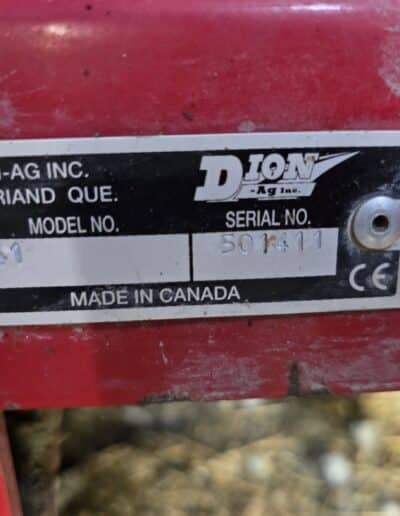 -AG INC.
DION
-Ag Inc.
RIAND QUE.
MODEL NO.
SERIAL NO.
501411
MADE IN CANADA
CE